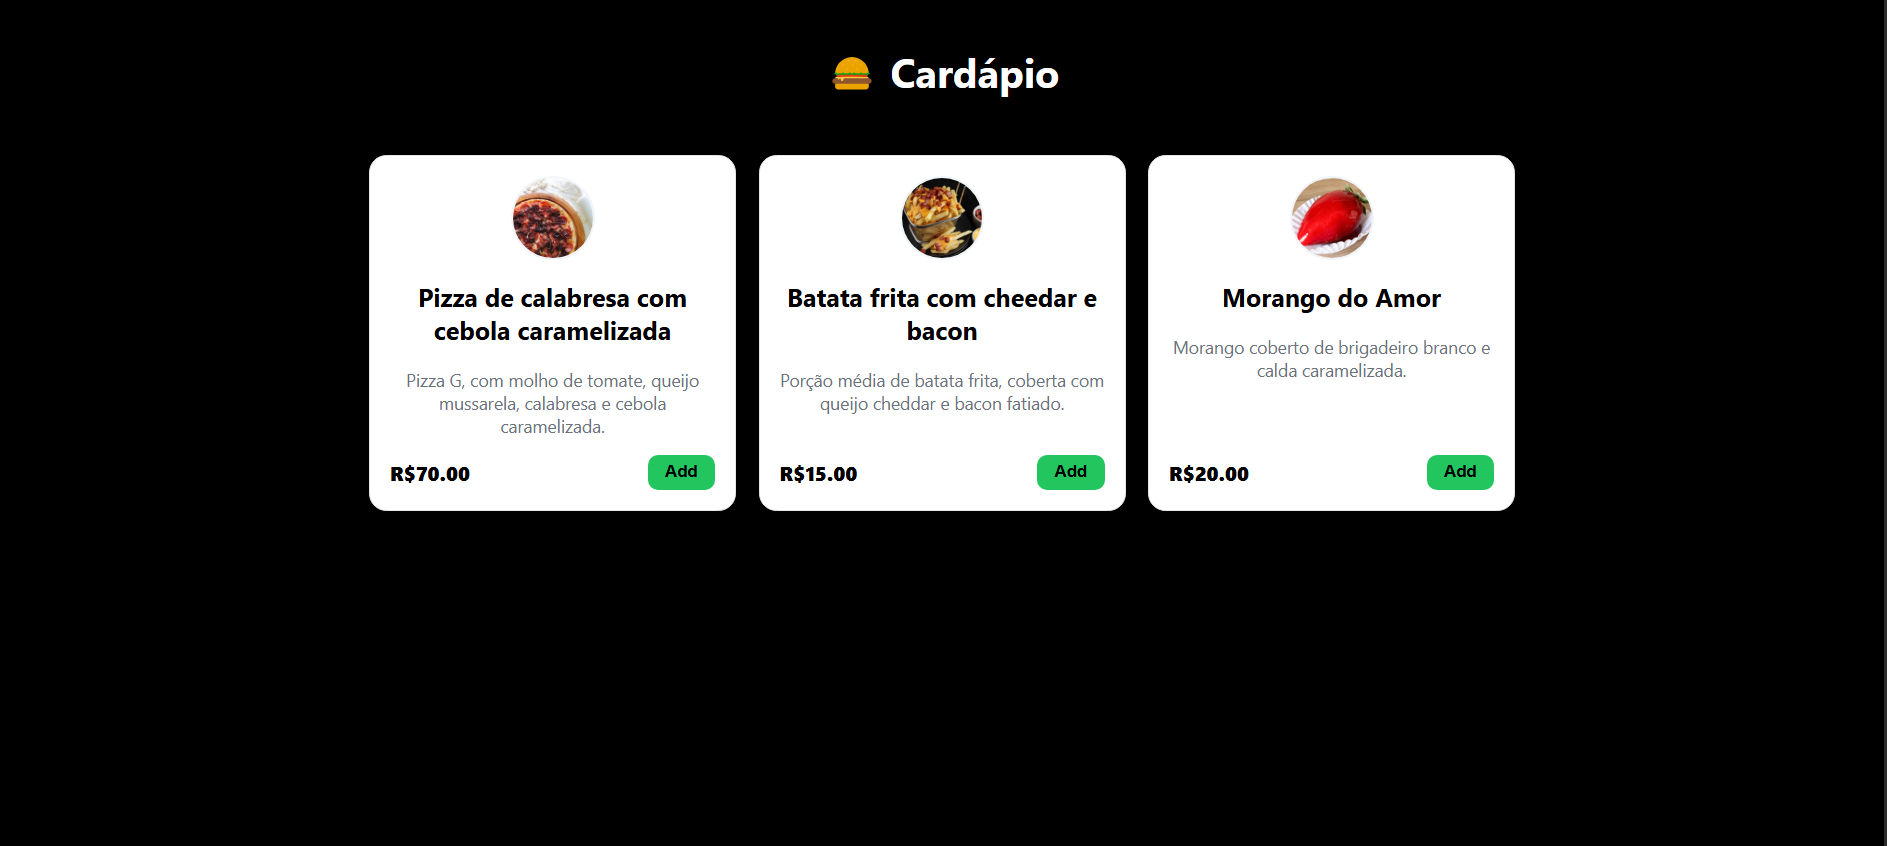 Cardápio
Pizza de calabresa com
cebola caramelizada
Pizza G, com molho de tomate, queijo
mussarela, calabresa e cebola
caramelizada.
R$70.00
Add
Batata frita com cheedar e
bacon
Porção média de batata frita, coberta com
queijo cheddar e bacon fatiado.
R$15.00
Add
Morango do Amor
Morango coberto de brigadeiro branco e
calda caramelizada.
R$20.00
Add